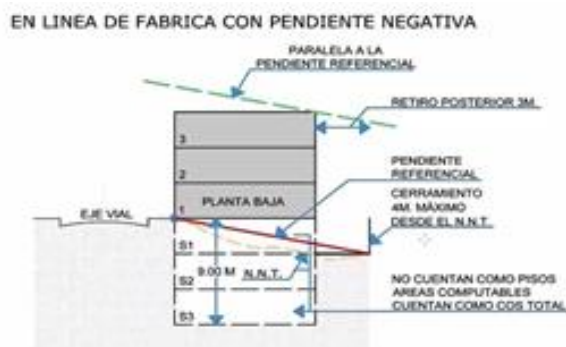 EN LINEA DE FABRICA CON PENDIENTE NEGATIVA
PARALELA A LA
PENDIENTE REFERENCIAL
RETIRO POSTERIOR 3M.
3
2
PLANTA BAJA
1
EJE VIAL
PENDIENTE
REFERENCIAL
CERRAMIENTO
4M. MÁXIMO
DESDE EL N.N.T.
S1
9.00 M
N.N.T.
S2
S3
NO CUENTAN COMO PISOS
AREAS COMPUTABLES
CUENTAN COMO COS TOTAL